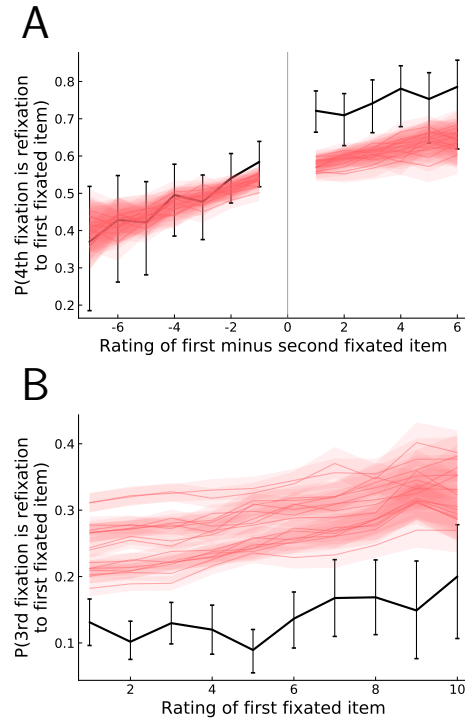 A
P(4th fixation is refixation
to first fixated item)
0.8
0.7
0.6
0.5
0.4
0.3
0.2
-6 -4 -2 0 2 4 6
Rating of first minus second fixated item
B
P(3rd fixation is refixation
to first fixated item)
0.4
0.3
0.2
0.1
2 4 6 8 10
Rating of first fixated item